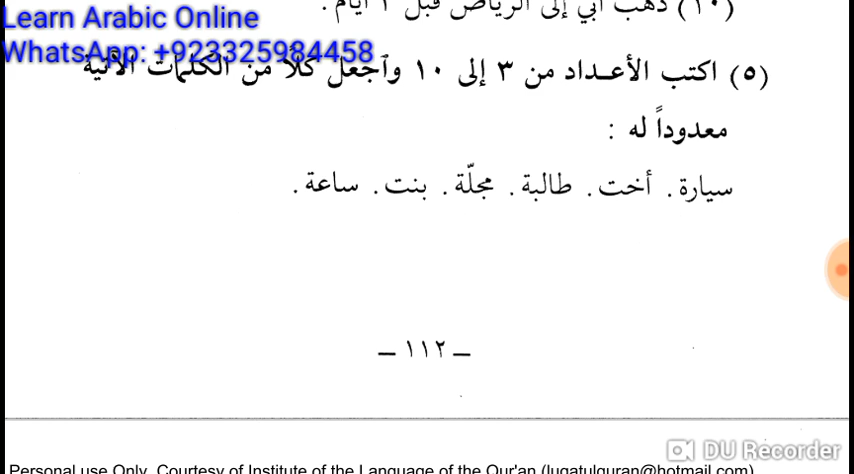 Learn Arabic Online
WhatsApp: +923325984458
(١٠) ذهب أبي إلى الرياض قبل ٦ أيام .
(٥) اكتب الأعـداد من ٣ إلى ١٠ وٱجعل كلاًّ من الكلمات الآتية
معدوداً له :
سيارة . أخت . طالبة . مجلّة . بنت . ساعة .
– ١١٢ –
DU Recorder
Personal use Only. Courtesy of Institute of the Language of the Qur'an (lugatulquran@hotmail.com)